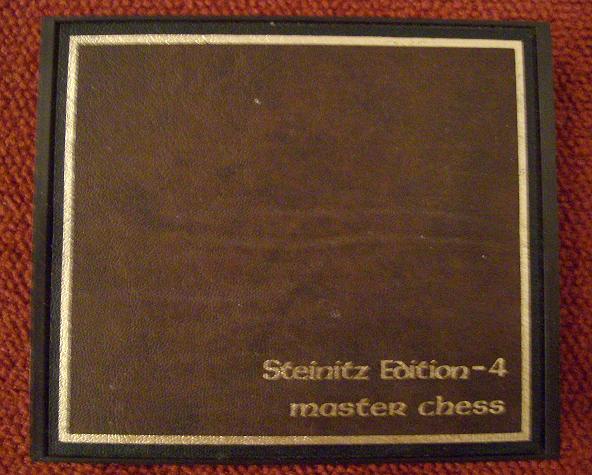 Steinitz Edition-4
master chess